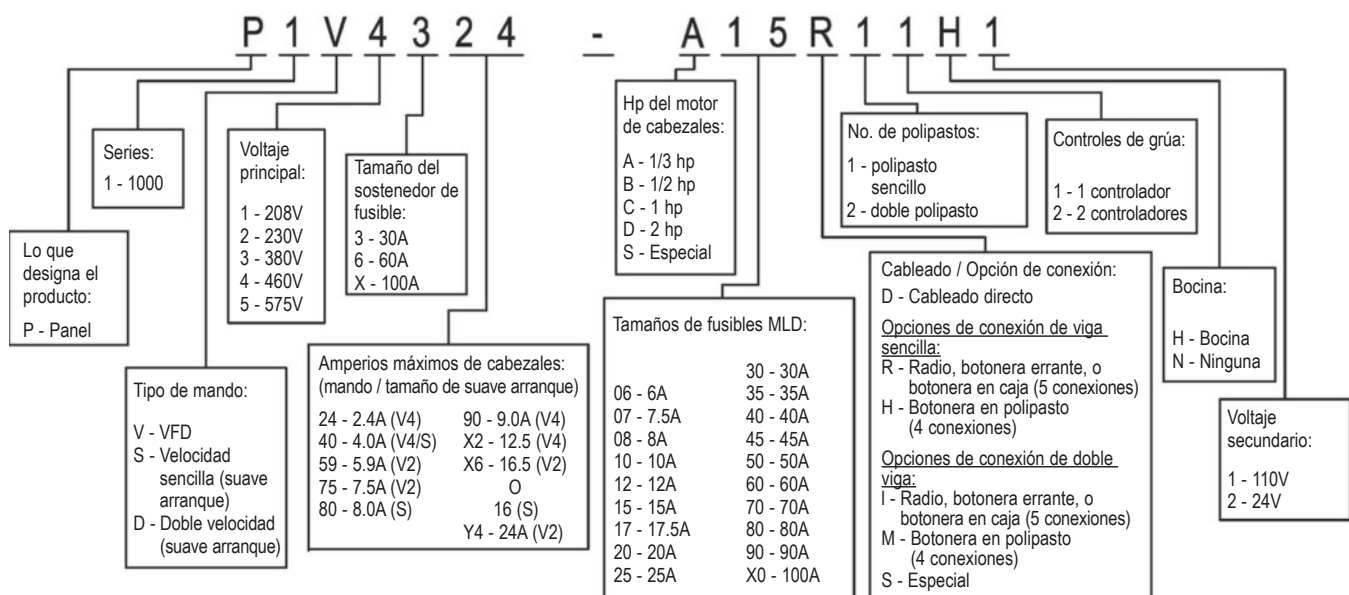 P1V4324 - A15R11H1
Lo que
designa el
producto:
P - Panel
Series:
1 - 1000
Tipo de mando:
V - VFD
S - Velocidad
sencilla (suave
arranque)
D - Doble velocidad
(suave arranque)
Voltaje
principal:
1 - 208V
2 - 230V
3 - 380V
4 - 460V
5 - 575V
Tamaño del
sostenedor de
fusible:
3 - 30A
6 - 60A
X - 100A
Amperios máximos de cabezales:
(mando / tamaño de suave arranque)
24 - 2.4A (V4)
40 - 4.0A (V4/S)
59 - 5.9A (V2)
75 - 7.5A (V2)
80 - 8.0A (S)
90 - 9.0A (V4)
X2 - 12.5 (V4)
X6 - 16.5 (V2)
O
16 (S)
Y4 - 24A (V2)
Hp del motor
de cabezales:
A - 1/3 hp
B - 1/2 hp
C - 1 hp
D - 2 hp
S - Especial
Tamaños de fusibles MLD:
06 - 6A
07 - 7.5A
08 - 8A
10 - 10A
12 - 12A
15 - 15A
17 - 17.5A
20 - 20A
25 - 25A
30 - 30A
35 - 35A
40 - 40A
45 - 45A
50 - 50A
60 - 60A
70 - 70A
80 - 80A
90 - 90A
X0 - 100A
No. de polipastos:
1 - polipasto
sencillo
2 - doble polipasto
Cableado / Opción de conexión:
D - Cableado directo
Opciones de conexión de viga
sencilla:
R - Radio, botonera errante, o
botonera en caja (5 conexiones)
H - Botonera en polipasto
(4 conexiones)
Opciones de conexión de doble
viga:
I - Radio, botonera errante, o
botonera en caja (5 conexiones)
M - Botonera en polipasto
(4 conexiones)
S - Especial
Controles de grúa:
1 - 1 controlador
2 - 2 controladores
Bocina:
H - Bocina
N - Ninguna
Voltaje
secundario:
1 - 110V
2 - 24V